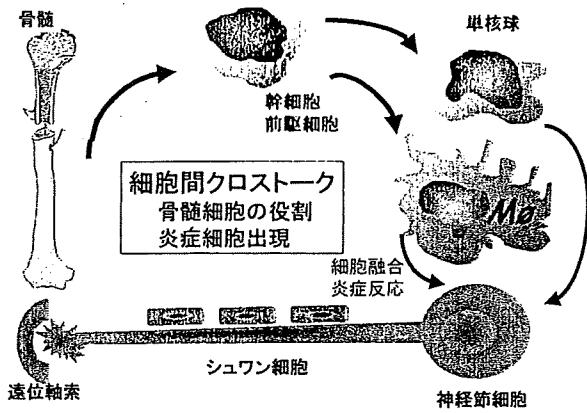 骨髄
幹細胞
前駆細胞
単核球
細胞間クロストーク
骨髄細胞の役割
炎症細胞出現
Mø
細胞融合
炎症反応
シュワン細胞
遠位軸索
神経節細胞